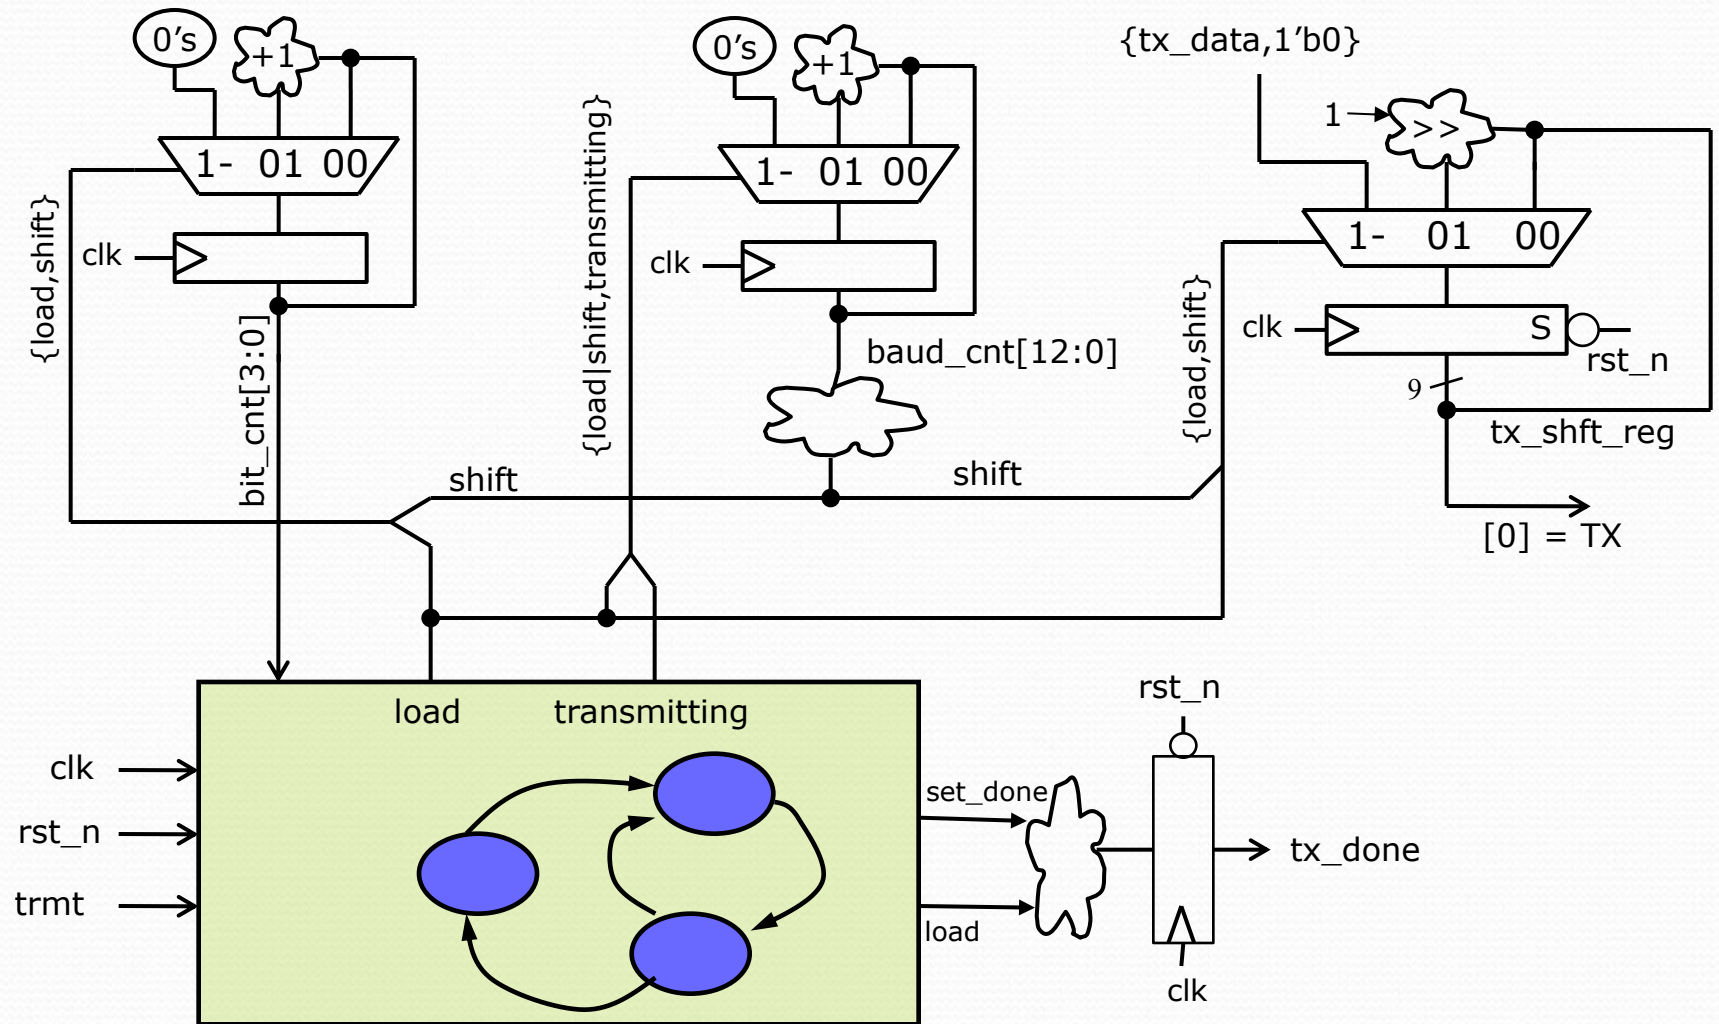 0's
+1
0's
+1
{tx_data,1’b0}
1
>>
1- 01 00
1- 01 00
1- 01 00
{load,shift}
clk
{load|shift,transmitting}
clk
{load,shift}
clk
S
rst_n
bit_cnt[3:0]
baud_cnt[12:0]
9
tx_shft_reg
shift
shift
[0] = TX
load
transmitting
rst_n
clk
rst_n
trmt
set_done
load
tx_done
clk